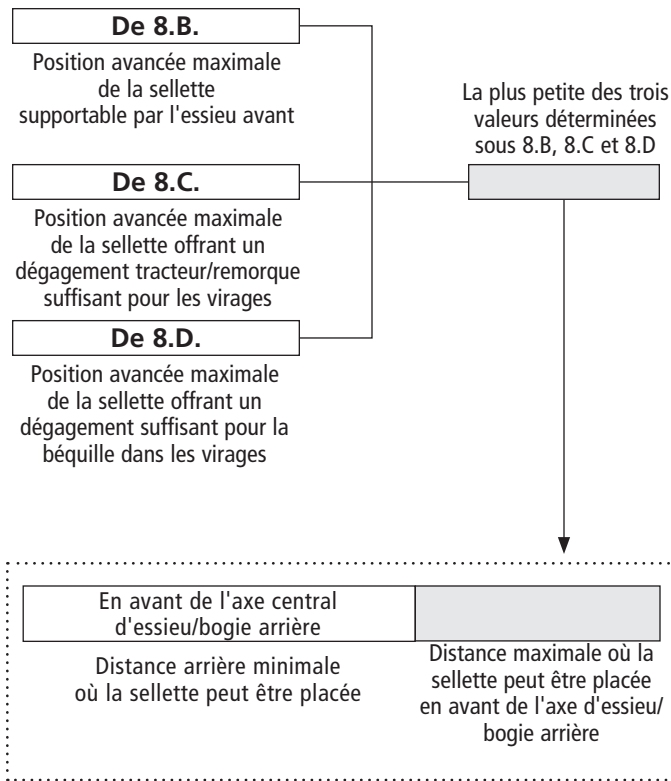 De 8.B.
Position avancée maximale
de la sellette
supportable par l'essieu avant
La plus petite des trois
valeurs déterminées
sous 8.B, 8.C et 8.D
De 8.C.
Position avancée maximale
de la sellette offrant un
dégagement tracteur/remorque
suffisant pour les virages
De 8.D.
Position avancée maximale
de la sellette offrant un
dégagement suffisant pour la
béquille dans les virages
En avant de l'axe central
d'essieu/bogie arrière
Distance arrière minimale
où la sellette peut être placée
Distance maximale où la
sellette peut être placée
en avant de l'axe d'essieu/
bogie arrière